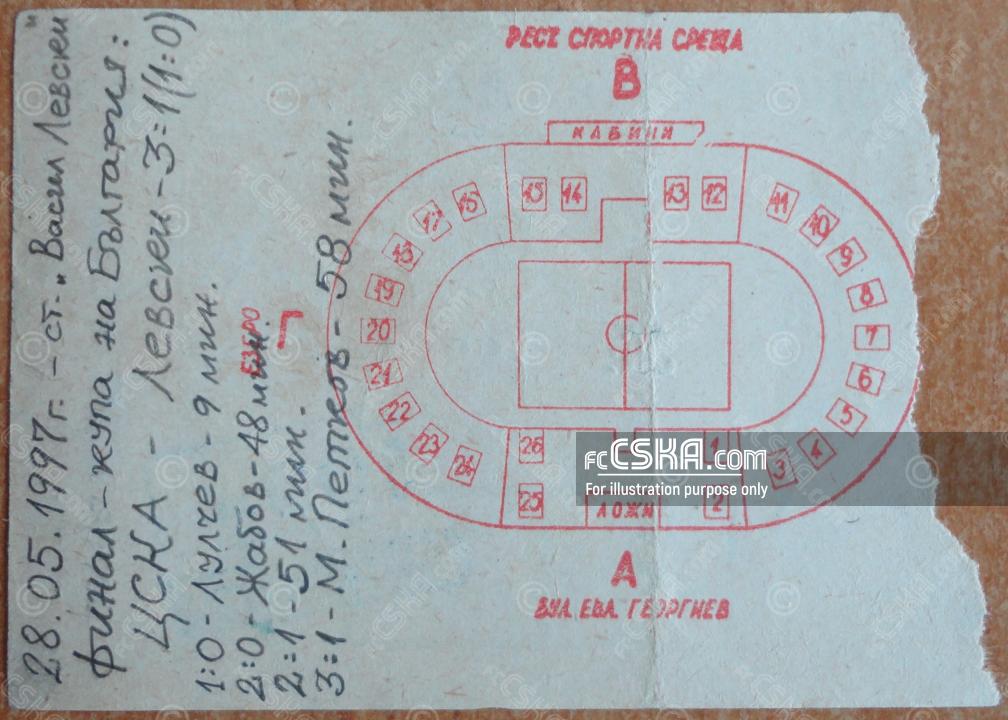 28.05.1997г. - ст. „Васил Левски"
финал - купа на България:
ЦСКА - Левски - 3:1 (1:0)
1:0 - Лулчев - 9 мин.
2:0 - Жабов - 48 мин.
2:1 - 51 мин.
3:1 - М. Петков - 58 мин.
ЕЗЕРО
РЕСТ. СПОРТНА СРЕЩА
В
КАБИНИ
15 14 13 12
16 11
17 10
18 9
19 8
20 7
21 6
22 5
23 4
24 3
26 1
25 2
ЛОЖИ
А
БУЛ. ЕВЛ. ГЕОРГИЕВ
fcCSKA.com
For illustration purpose only